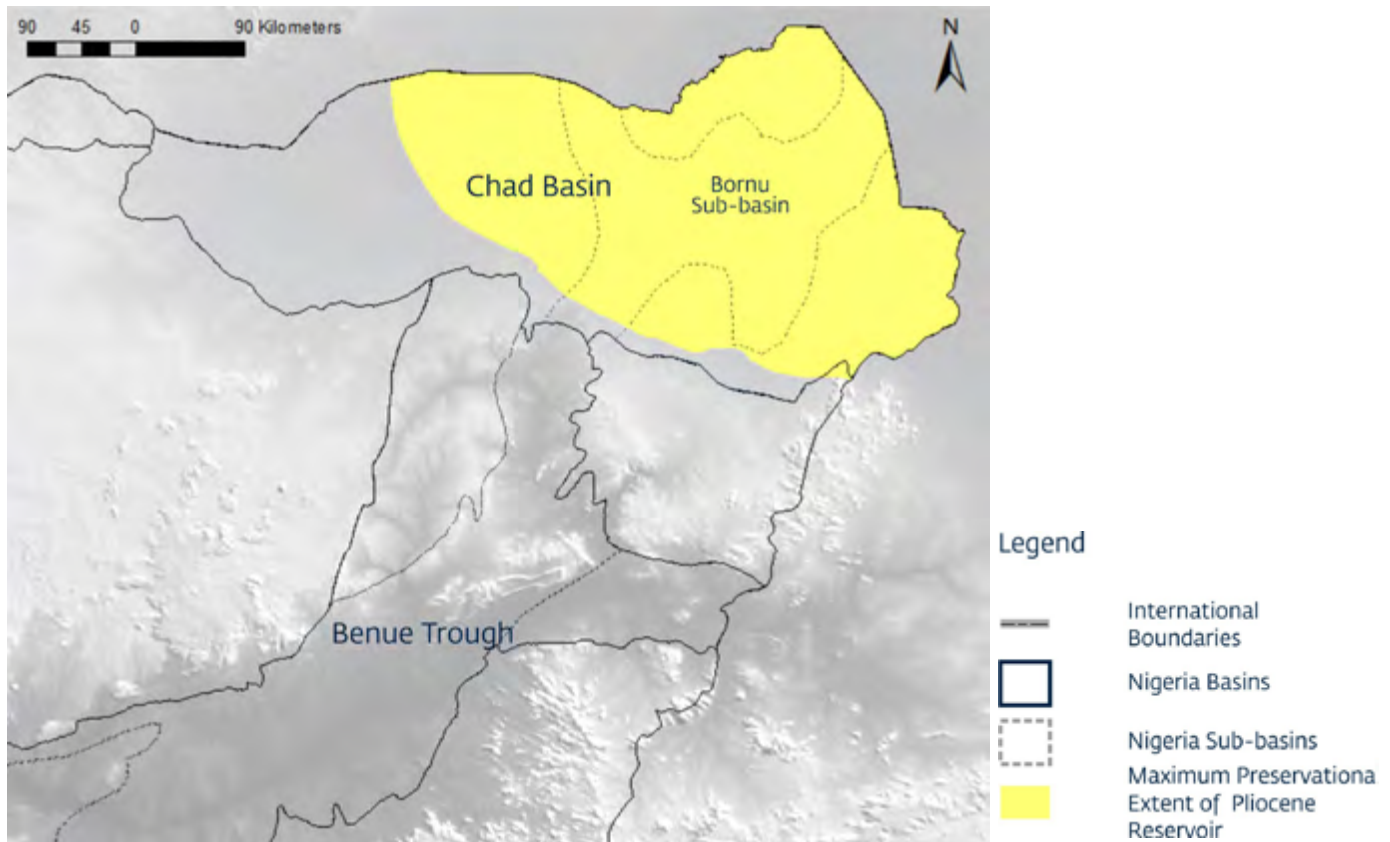 90 45 0 90 Kilometers
N
Chad Basin
Bornu
Sub-basin
Benue Trough
Legend
International
Boundaries
Nigeria Basins
Nigeria Sub-basins
Maximum Preservationa
Extent of Pliocene
Reservoir